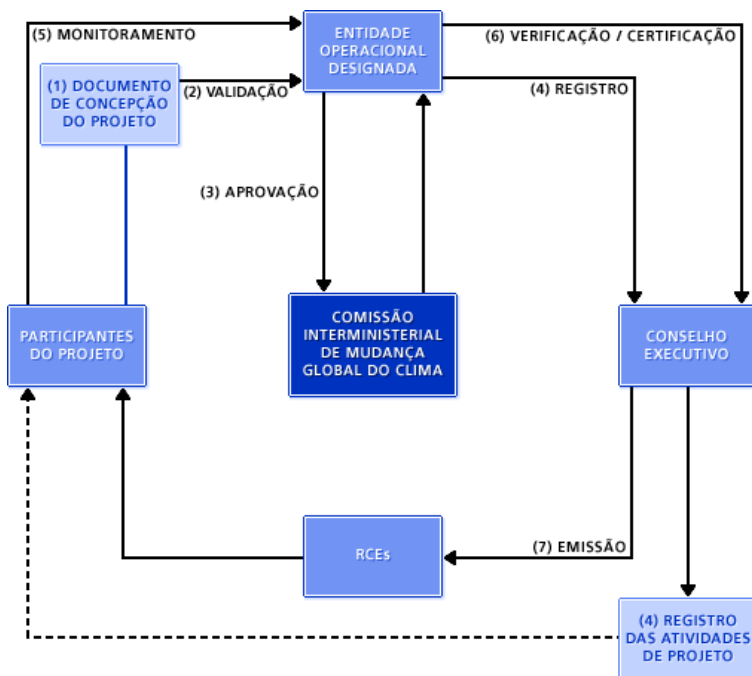 (5) MONITORAMENTO
ENTIDADE
OPERACIONAL
DESIGNADA
(6) VERIFICAÇÃO / CERTIFICAÇÃO
(1) DOCUMENTO
DE CONCEPÇÃO
DO PROJETO
(2) VALIDAÇÃO
(4) REGISTRO
(3) APROVAÇÃO
PARTICIPANTES
DO PROJETO
COMISSÃO
INTERMINISTERIAL
DE MUDANÇA
GLOBAL DO CLIMA
CONSELHO
EXECUTIVO
RCEs
(7) EMISSÃO
(4) REGISTRO
DAS ATIVIDADES
DE PROJETO